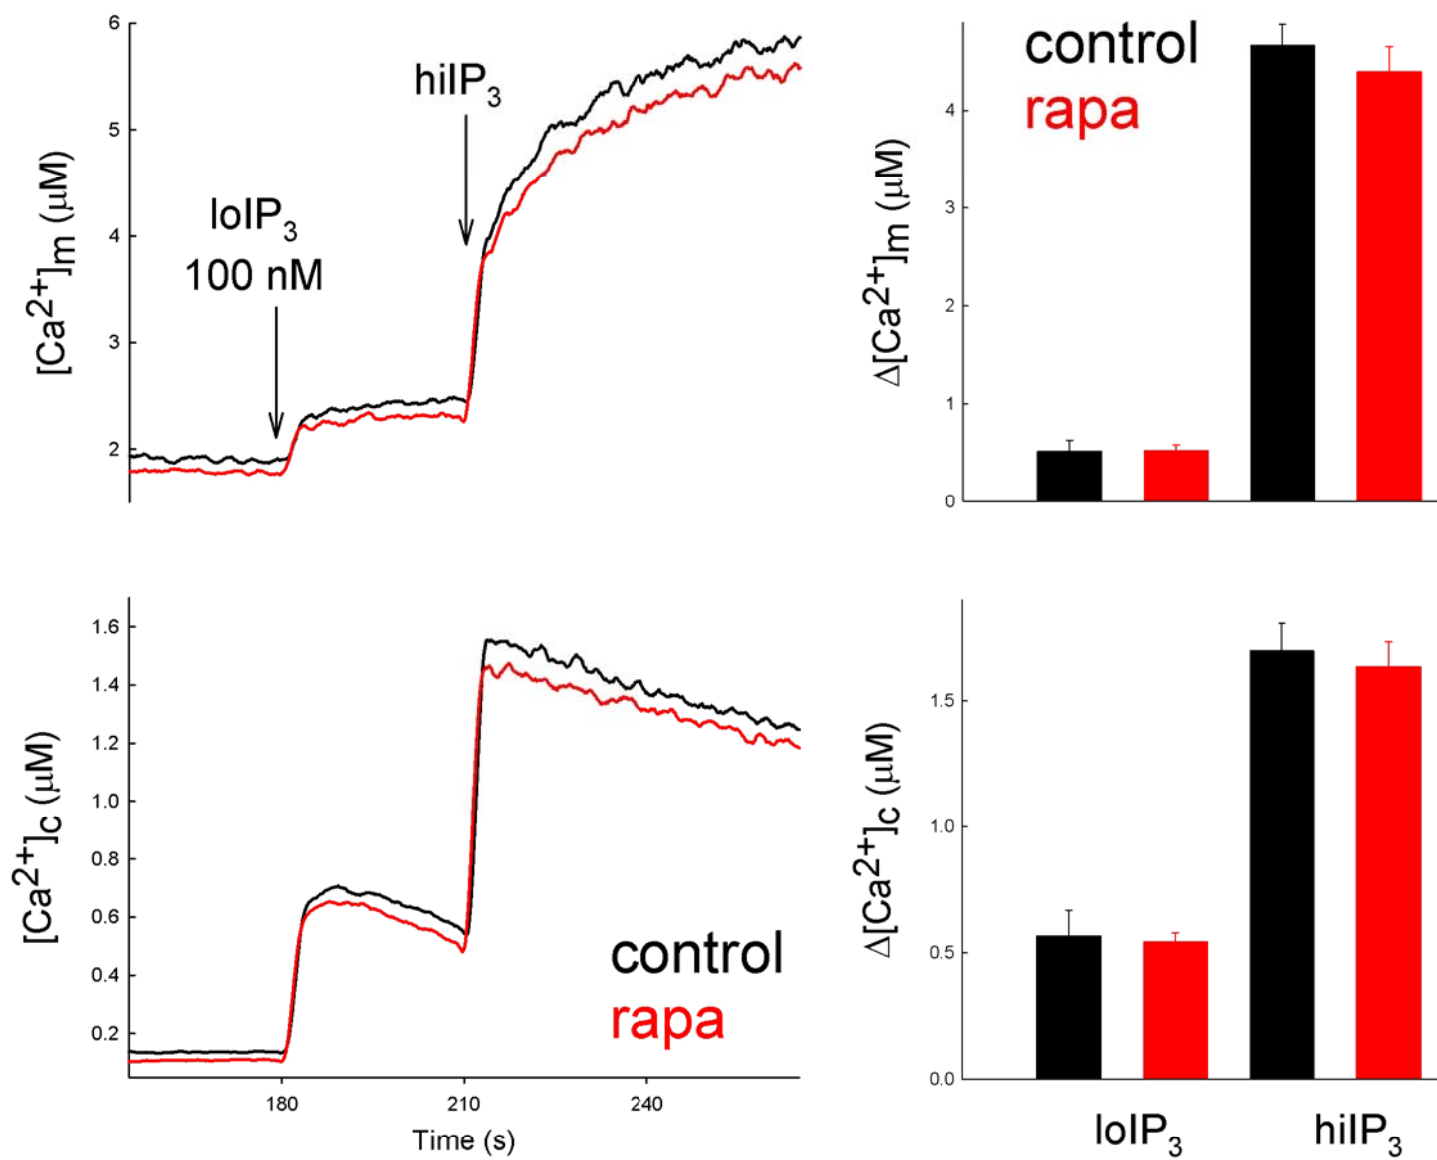 6
5
4
3
2
[Ca²⁺]m (μM)
loIP₃
100 nM
hiIP₃
control
rapa
4
3
2
1
0
Δ[Ca²⁺]m (μM)
1.6
1.4
1.2
1.0
0.8
0.6
0.4
0.2
[Ca²⁺]c (μM)
control
rapa
180 210 240
Time (s)
1.5
1.0
0.5
0.0
Δ[Ca²⁺]c (μM)
loIP₃ hiIP₃